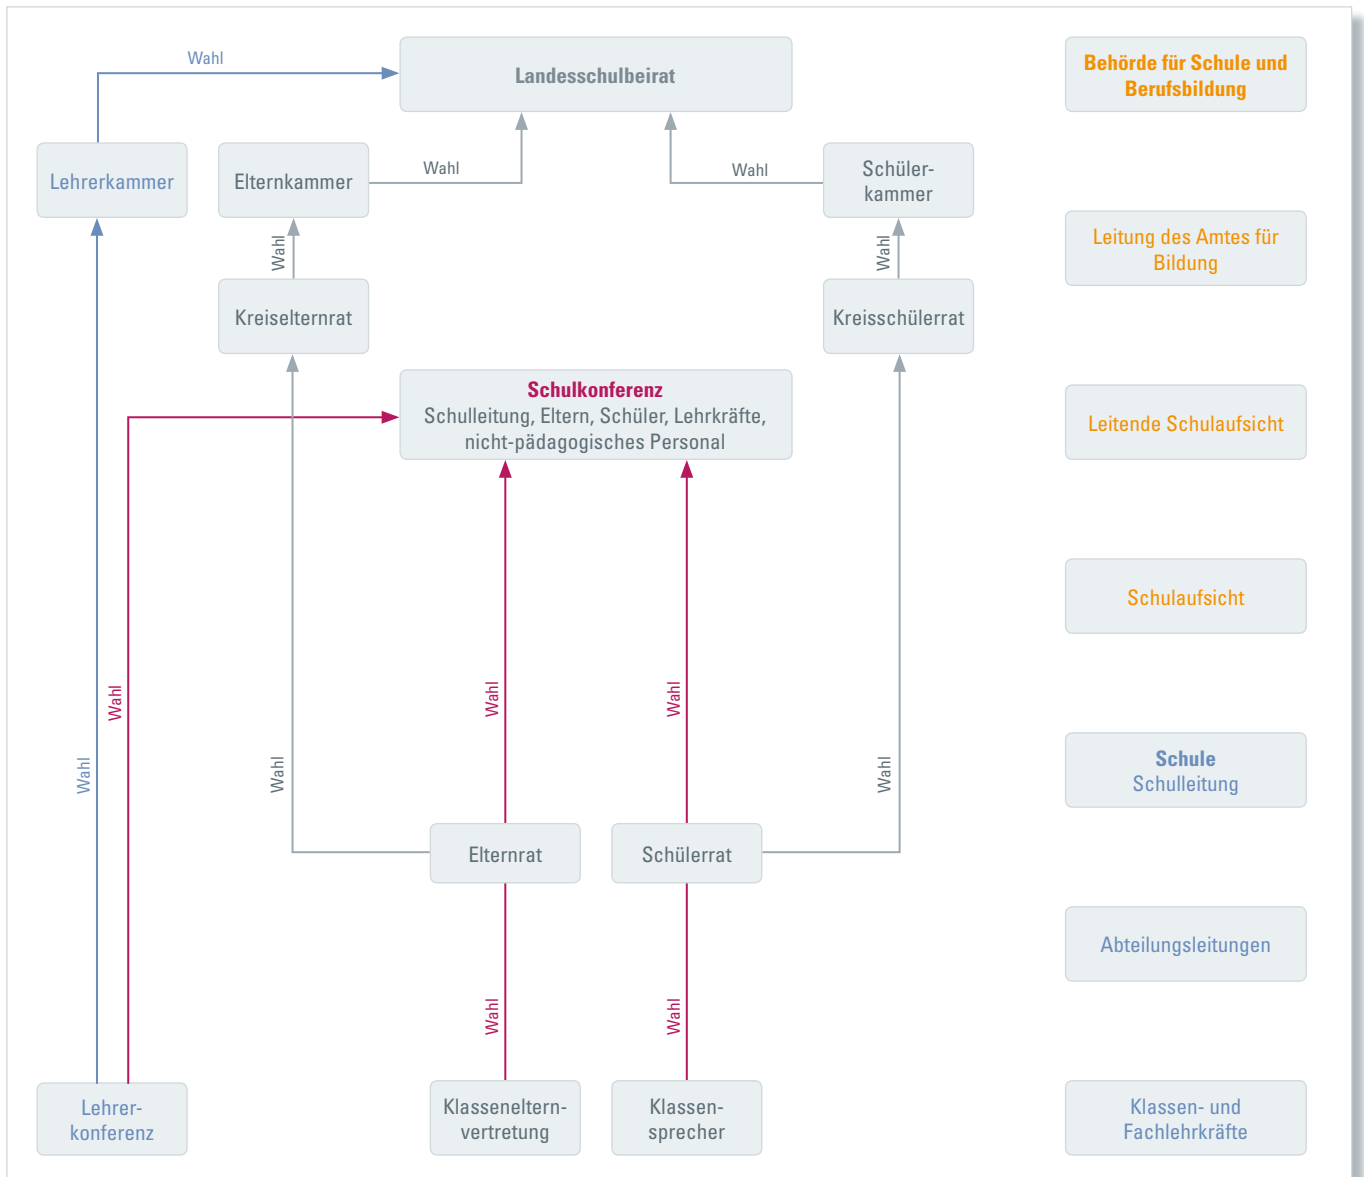 Wahl
Landesschulbeirat
Behörde für Schule und
Berufsbildung
Lehrerkammer
Elternkammer
Wahl
Wahl
Schüler-
kammer
Leitung des Amtes für
Bildung
Wahl
Wahl
Kreiselternrat
Kreisschülerrat
Schulkonferenz
Schulleitung, Eltern, Schüler, Lehrkräfte,
nicht-pädagogisches Personal
Leitende Schulaufsicht
Schulaufsicht
Wahl
Wahl
Wahl
Wahl
Wahl
Wahl
Schule
Schulleitung
Elternrat
Schülerrat
Abteilungsleitungen
Wahl
Wahl
Lehrer-
konferenz
Klasseneltern-
vertretung
Klassen-
sprecher
Klassen- und
Fachlehrkräfte